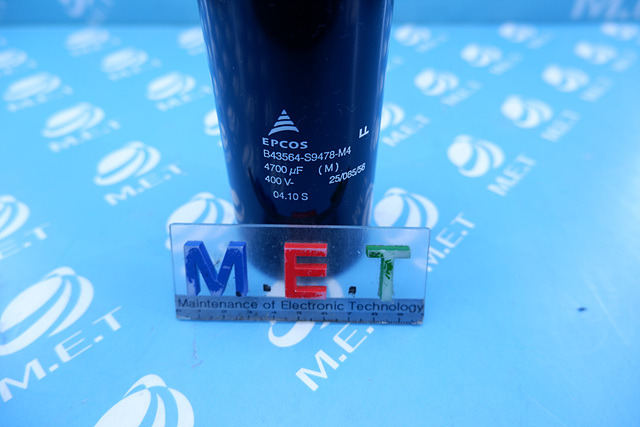 EPCOS
LL
B43564-S9478-M4
4700 µF (M)
400 V- 25/085/56
04.10 S
M.E.T
Maintenance of Electronic Technology
M.E.T
M.E.T
M.E.T
M.E.T
M.E.T
M.E.T